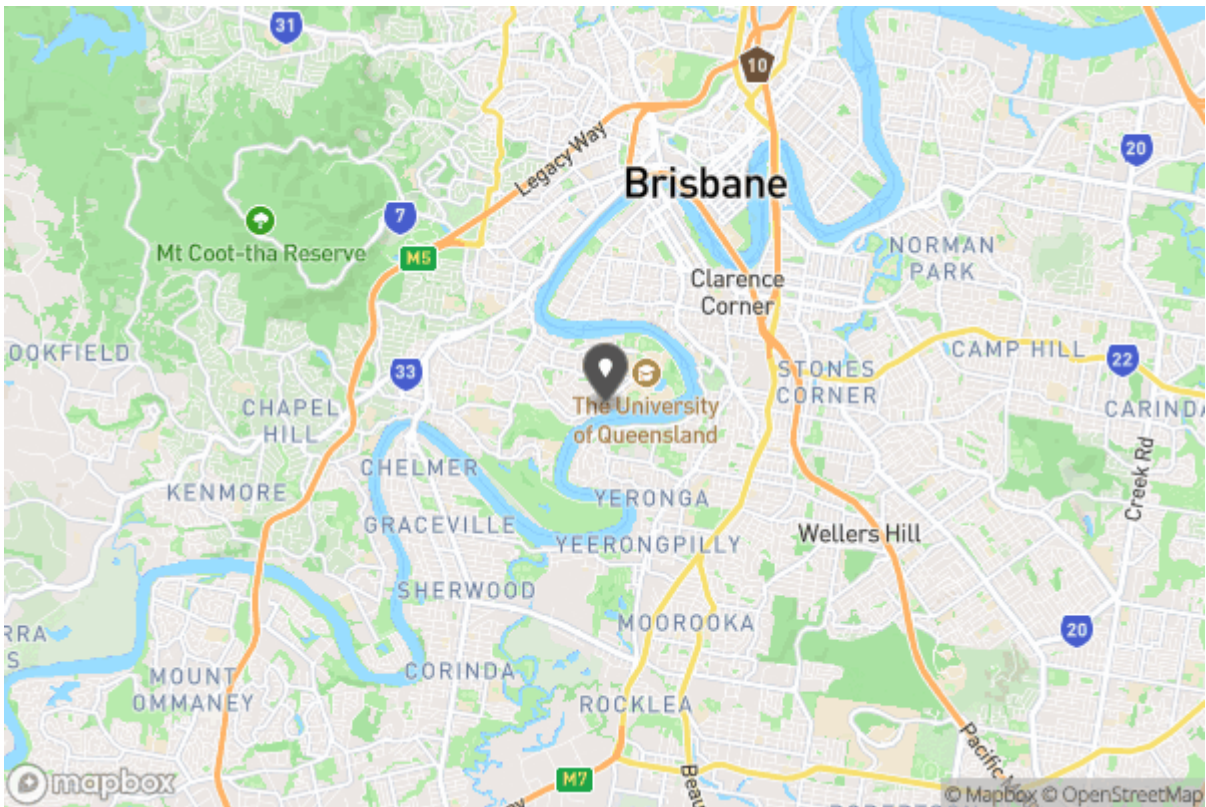 31
10
Legacy Way
20
Brisbane
7
Mt Coot-tha Reserve
M5
NORMAN
PARK
Clarence
Corner
OOKFIELD
33
CAMP HILL
22
STONES
CORNER
CHAPEL
HILL
The University
of Queensland
CARINDA
CHELMER
KENMORE
YERONGA
Creek Rd
GRACEVILLE
Wellers Hill
YEERONGPILLY
SHERWOOD
MOOROOKA
20
RRA
S
MOUNT
OMMANEY
CORINDA
ROCKLEA
Pacific M
M7
Beau
mapbox
© Mapbox © OpenStreetMap